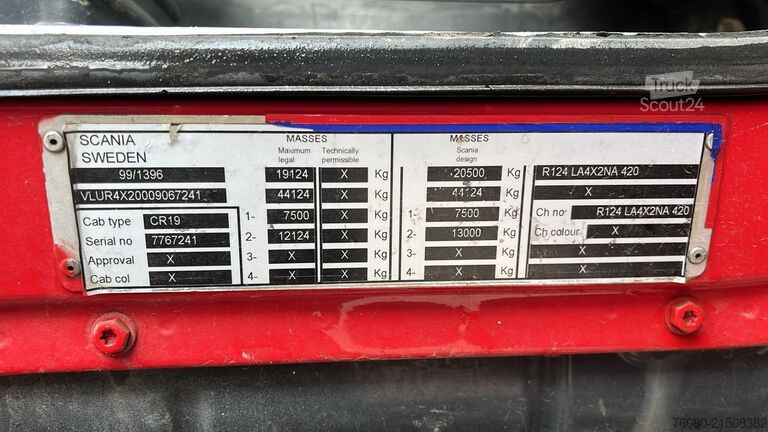 Truck
Scout24
SCANIA
SWEDEN
MASSES
MASSES
Maximum legal
Technically permissible
Scania design
99/1396
19124 X Kg
20500 Kg
R124 LA4X2NA 420
VLUR4X20009067241
44124 X Kg
44124 Kg
X
Cab type CR19
1- 7500 X Kg
1- 7500 Kg
Ch no R124 LA4X2NA 420
Serial no 7767241
2- 12124 X Kg
2- 13000 Kg
Ch colour X
Approval X
3- X X Kg
3- X Kg
X
Cab col X
4- X X Kg
4- X Kg
X
76080-21508382